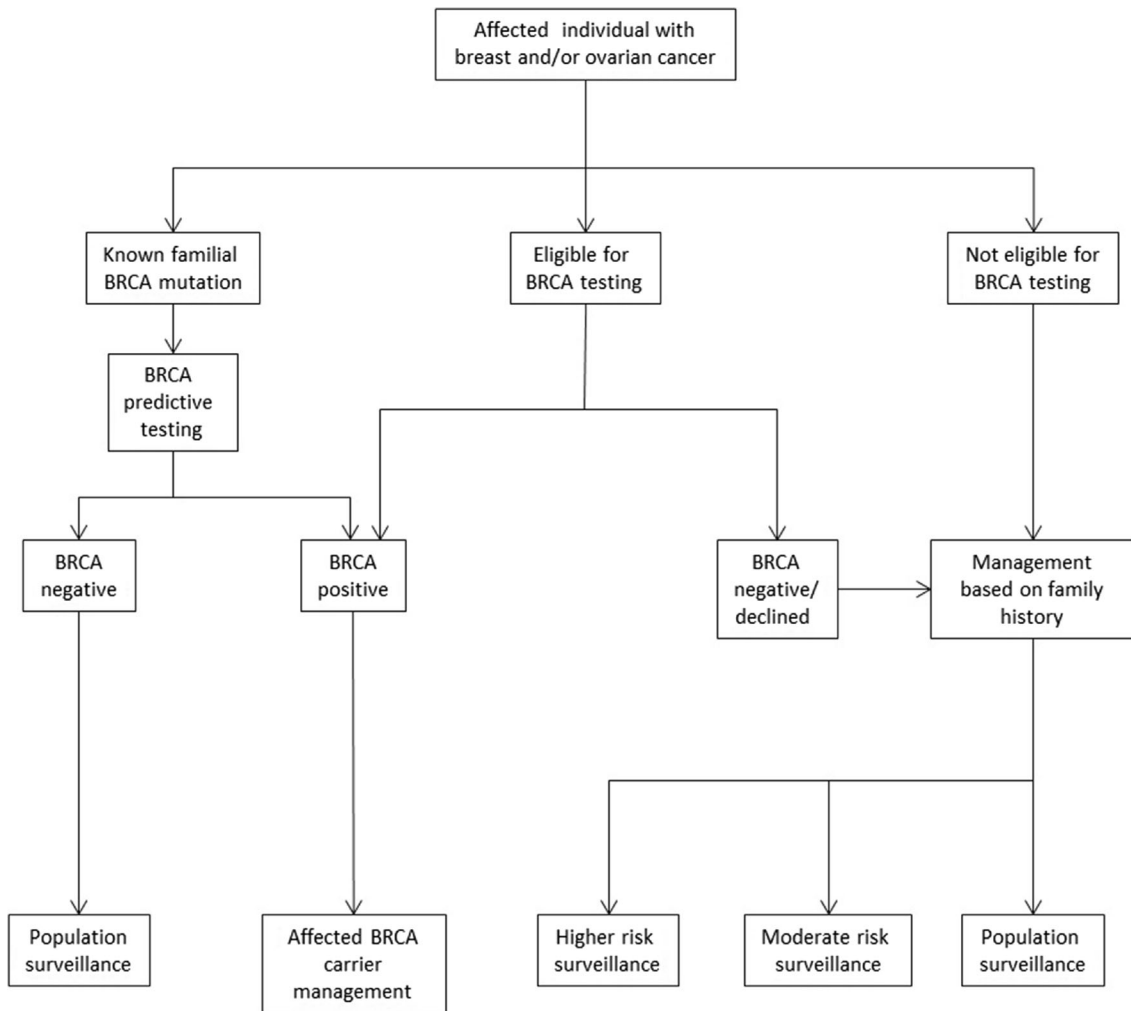 Affected individual with
breast and/or ovarian cancer
Known familial
BRCA mutation
Eligible for
BRCA testing
Not eligible for
BRCA testing
BRCA
predictive
testing
BRCA
negative
BRCA
positive
BRCA
negative/
declined
Management
based on family
history
Population
surveillance
Affected BRCA
carrier
management
Higher risk
surveillance
Moderate risk
surveillance
Population
surveillance